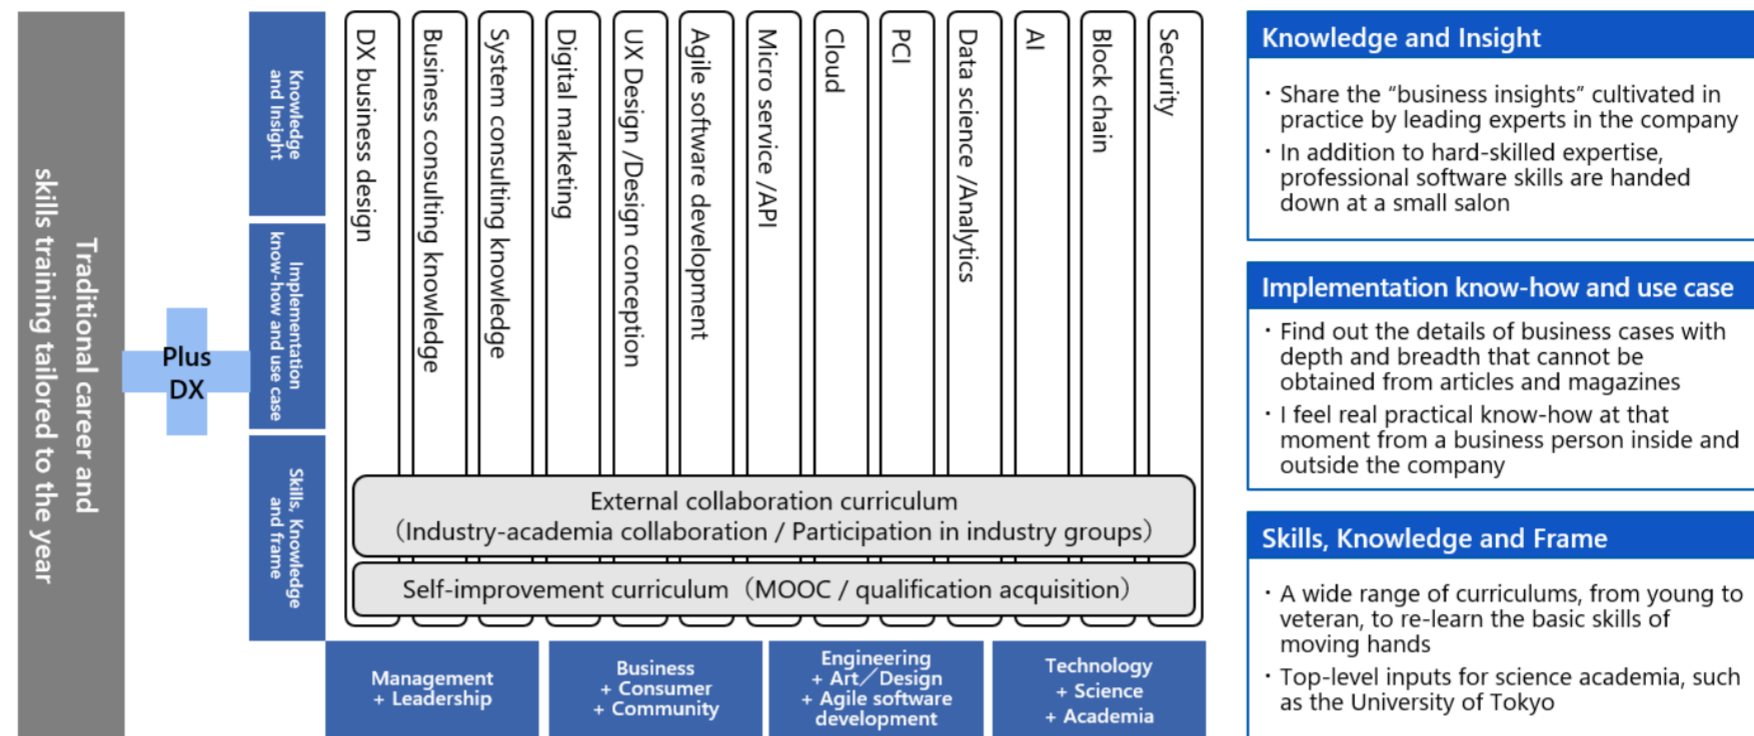 Traditional career and
skills training tailored to the year
Plus
DX
Knowledge
and Insight
Implementation
know-how and use case
Skills, Knowledge
and frame
DX business design
Business consulting knowledge
System consulting knowledge
Digital marketing
UX Design /Design conception
Agile software development
Micro service /API
Cloud
PCI
Data science /Analytics
AI
Block chain
Security
External collaboration curriculum
（Industry-academia collaboration / Participation in industry groups）
Self-improvement curriculum（MOOC / qualification acquisition）
Management
+ Leadership
Business
+ Consumer
+ Community
Engineering
+ Art／Design
+ Agile software
development
Technology
+ Science
+ Academia
Knowledge and Insight
・Share the “business insights” cultivated in
practice by leading experts in the company
・In addition to hard-skilled expertise,
professional software skills are handed
down at a small salon
Implementation know-how and use case
・Find out the details of business cases with
depth and breadth that cannot be
obtained from articles and magazines
・I feel real practical know-how at that
moment from a business person inside and
outside the company
Skills, Knowledge and Frame
・A wide range of curriculums, from young to
veteran, to re-learn the basic skills of
moving hands
・Top-level inputs for science academia, such
as the University of Tokyo